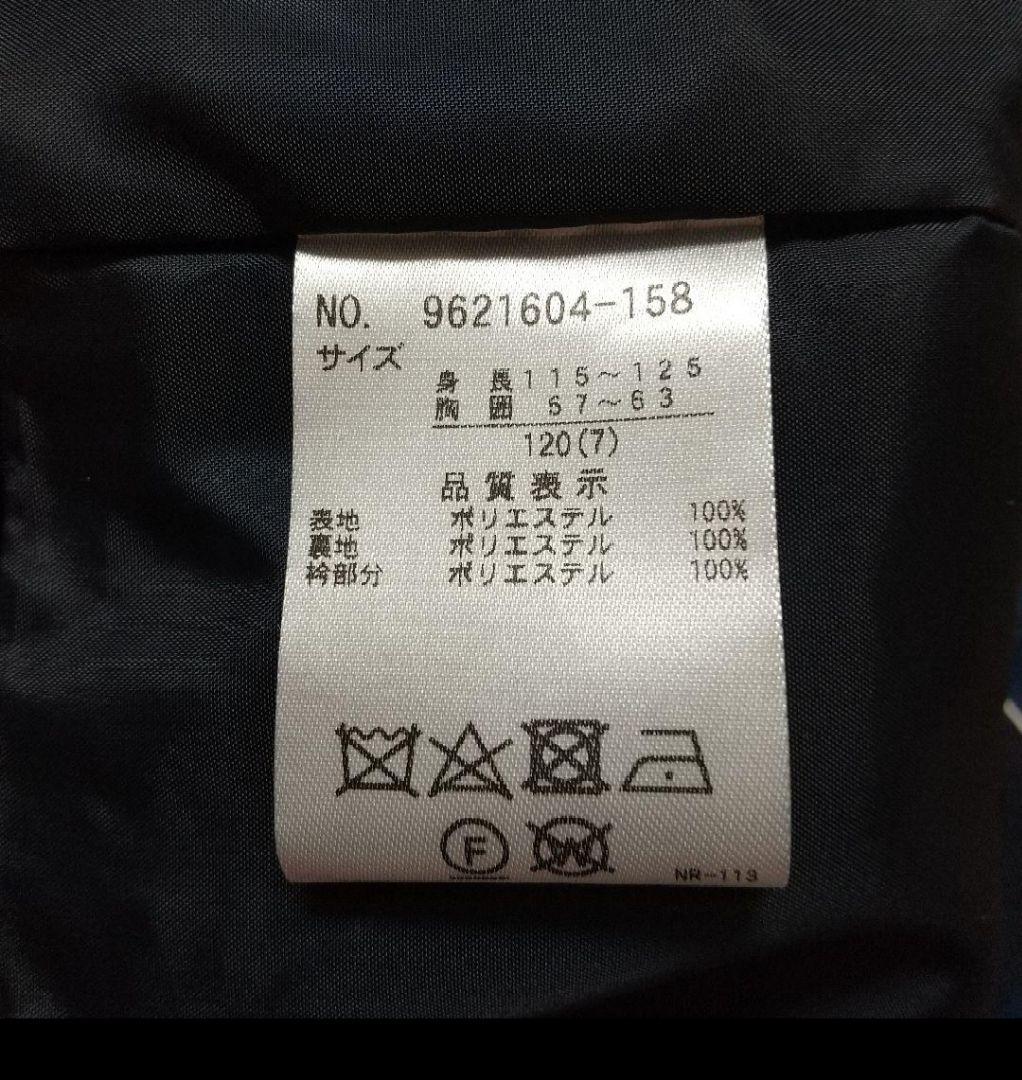 NO. 9621604-158
サイズ
身長115～125
胸囲 57～63
120(7)
品質表示
表地 ポリエステル 100%
裏地 ポリエステル 100%
衿部分 ポリエステル 100%
F W
NR-113